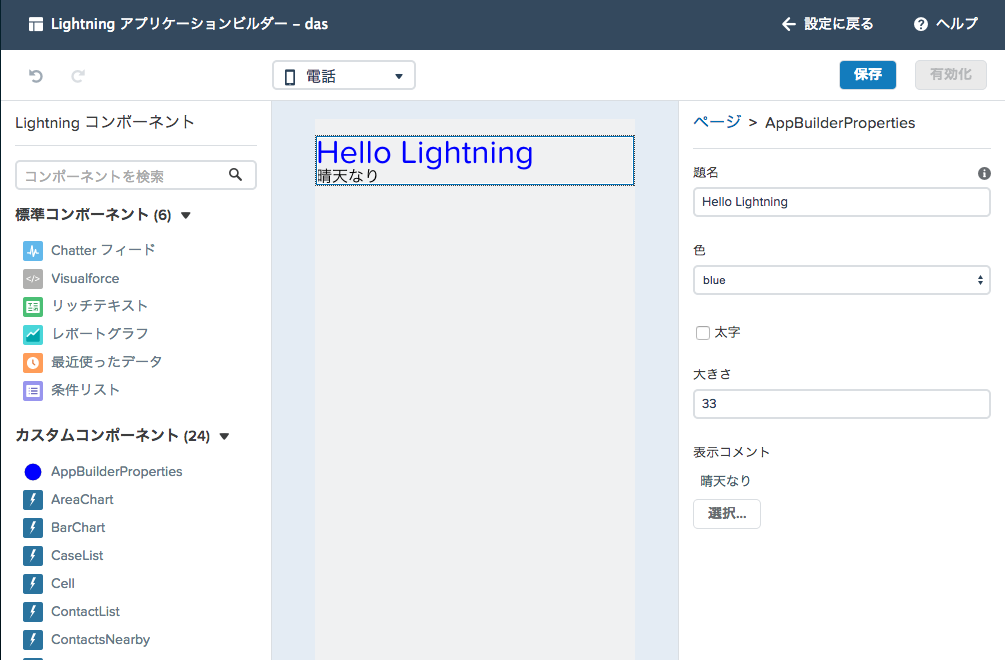 Lightning アプリケーションビルダー – das
設定に戻る
ヘルプ
電話
保存
有効化
Lightning コンポーネント
コンポーネントを検索
標準コンポーネント (6)
Chatter フィード
Visualforce
リッチテキスト
レポートグラフ
最近使ったデータ
条件リスト
カスタムコンポーネント (24)
AppBuilderProperties
AreaChart
BarChart
CaseList
Cell
ContactList
ContactsNearby
Hello Lightning
晴天なり
ページ > AppBuilderProperties
題名
Hello Lightning
色
blue
太字
大きさ
33
表示コメント
晴天なり
選択...